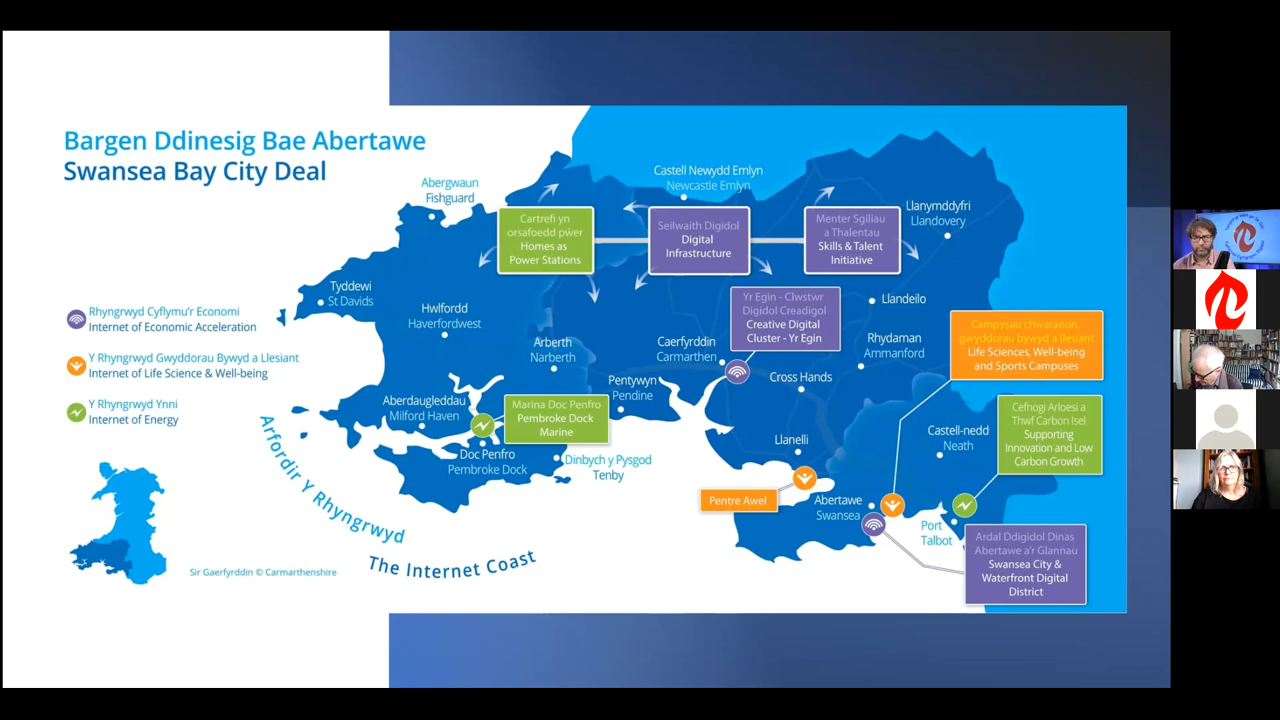 Bargen Ddinesig Bae Abertawe
Swansea Bay City Deal
Abergwaun
Fishguard
Castell Newydd Emlyn
Newcastle Emlyn
Llanymddyfri
Llandovery
Cartrefi yn
orsafoedd pŵer
Homes as
Power Stations
Seilwaith Digidol
Digital
Infrastructure
Menter Sgiliau
a Thalentau
Skills & Talent
Initiative
Tyddewi
St Davids
Hwlfordd
Haverfordwest
Yr Egin - Clwstwr
Digidol Creadigol
Creative Digital
Cluster - Yr Egin
Llandeilo
Rhyngrwyd Cyflymu'r Economi
Internet of Economic Acceleration
Y Rhyngrwyd Gwyddorau Bywyd a Llesiant
Internet of Life Science & Well-being
Y Rhyngrwyd Ynni
Internet of Energy
Arberth
Narberth
Caerfyrddin
Carmarthen
Rhydaman
Ammanford
Campysau chwaraeon,
gwyddorau bywyd a llesiant
Life Sciences, Well-being
and Sports Campuses
Pentywyn
Pendine
Cross Hands
Aberdaugleddau
Milford Haven
Marina Doc Penfro
Pembroke Dock
Marine
Cefnogi Arloesi a
Thwf Carbon Isel
Supporting
Innovation and Low
Carbon Growth
Castell-nedd
Neath
Llanelli
Doc Penfro
Pembroke Dock
Dinbych y Pysgod
Tenby
Pentre Awel
Abertawe
Swansea
Port
Talbot
Ardal Ddigidol Dinas
Abertawe a'r Glannau
Swansea City &
Waterfront Digital
District
Arfordir Y Rhyngrwyd
The Internet Coast
Sir Gaerfyrddin © Carmarthenshire